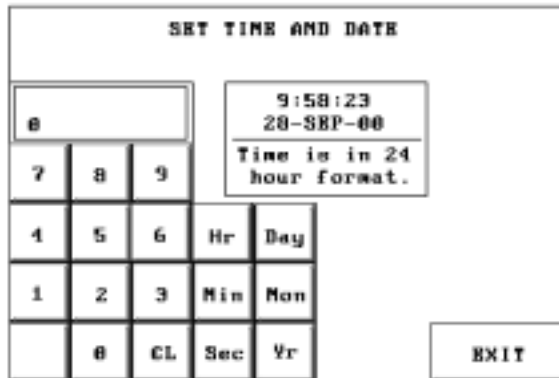 SET TIME AND DATE
9:58:23
28-SEP-00
Time is in 24
hour format.
0
7 8 9
4 5 6 Hr Day
1 2 3 Min Mon
0 CL Sec Yr
EXIT